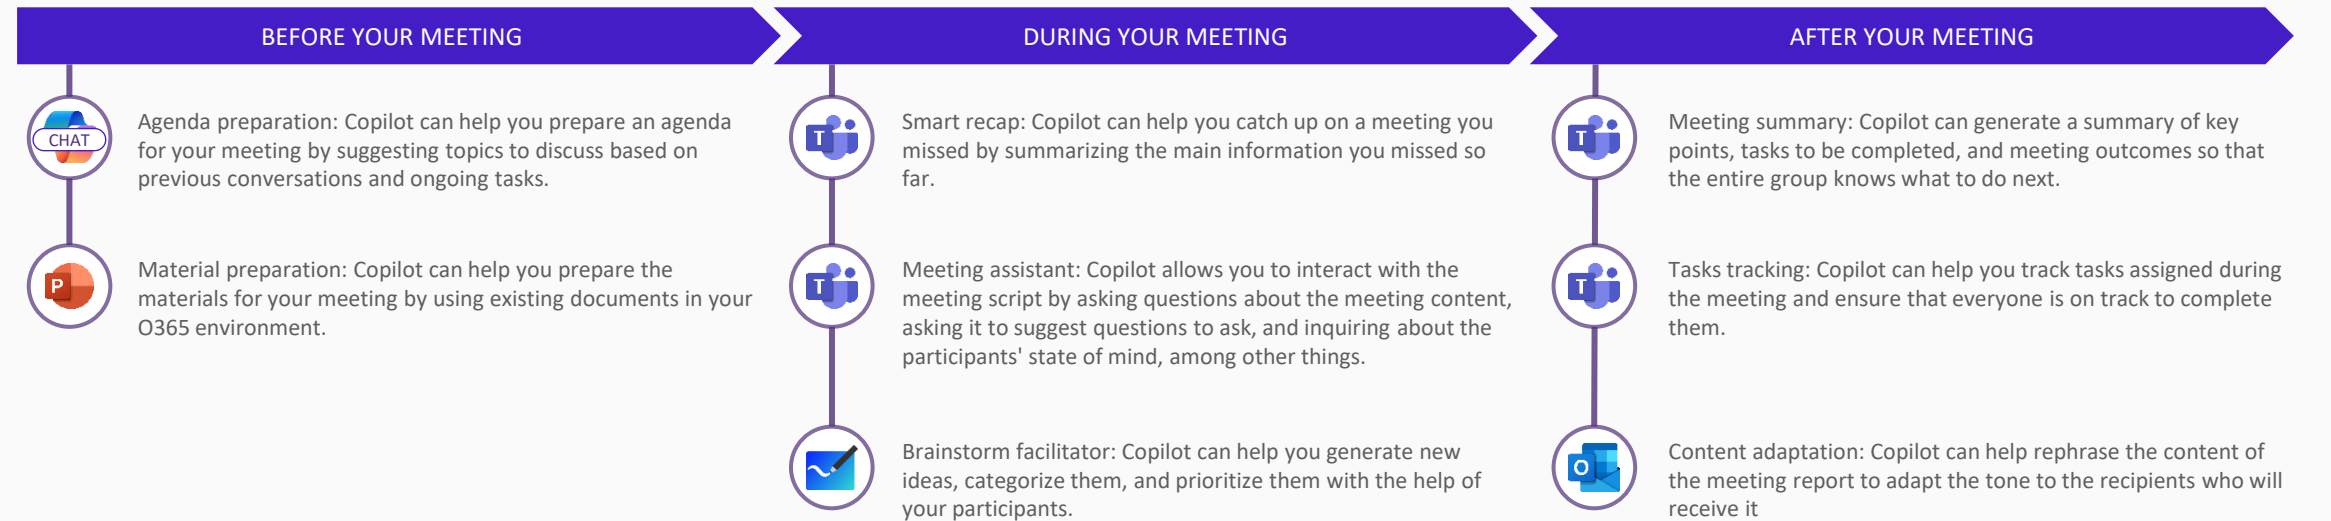 BEFORE YOUR MEETING
CHAT
Agenda preparation: Copilot can help you prepare an agenda
for your meeting by suggesting topics to discuss based on
previous conversations and ongoing tasks.
P
Material preparation: Copilot can help you prepare the
materials for your meeting by using existing documents in your
O365 environment.
DURING YOUR MEETING
T
Smart recap: Copilot can help you catch up on a meeting you
missed by summarizing the main information you missed so
far.
T
Meeting assistant: Copilot allows you to interact with the
meeting script by asking questions about the meeting content,
asking it to suggest questions to ask, and inquiring about the
participants' state of mind, among other things.
Brainstorm facilitator: Copilot can help you generate new
ideas, categorize them, and prioritize them with the help of
your participants.
AFTER YOUR MEETING
T
Meeting summary: Copilot can generate a summary of key
points, tasks to be completed, and meeting outcomes so that
the entire group knows what to do next.
T
Tasks tracking: Copilot can help you track tasks assigned during
the meeting and ensure that everyone is on track to complete
them.
O
Content adaptation: Copilot can help rephrase the content of
the meeting report to adapt the tone to the recipients who will
receive it